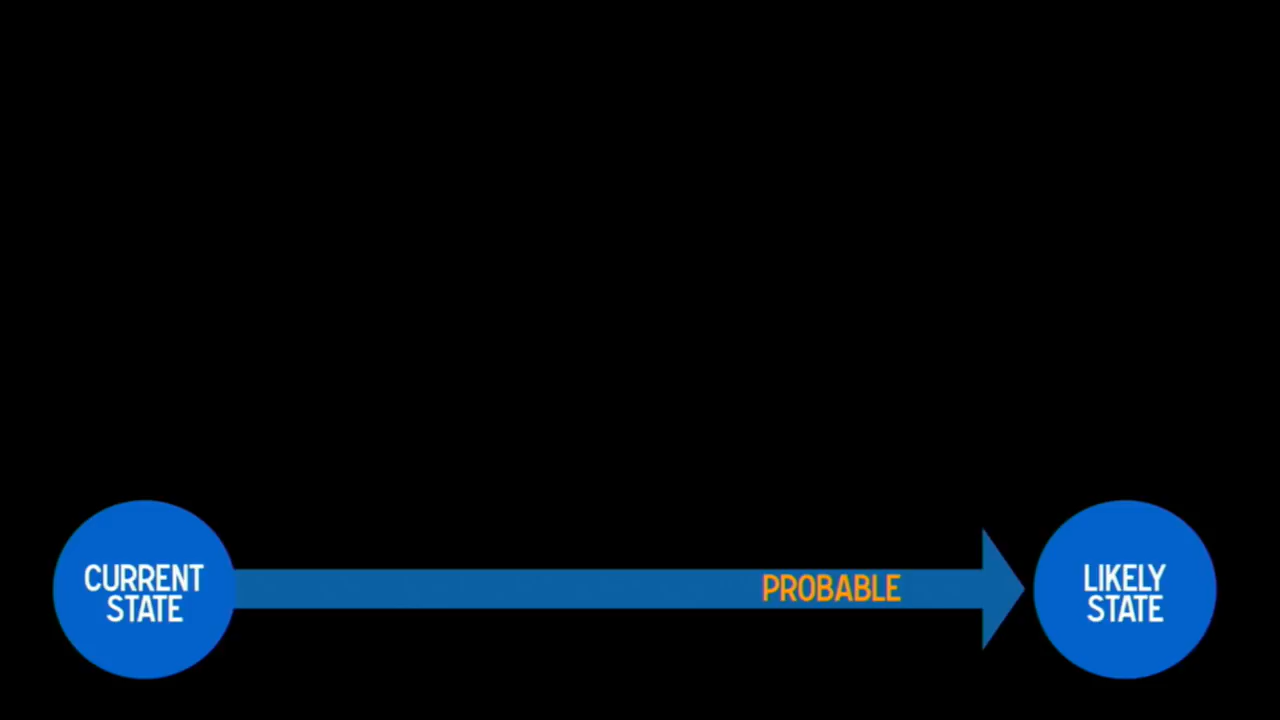 CURRENT
STATE
PROBABLE
LIKELY
STATE